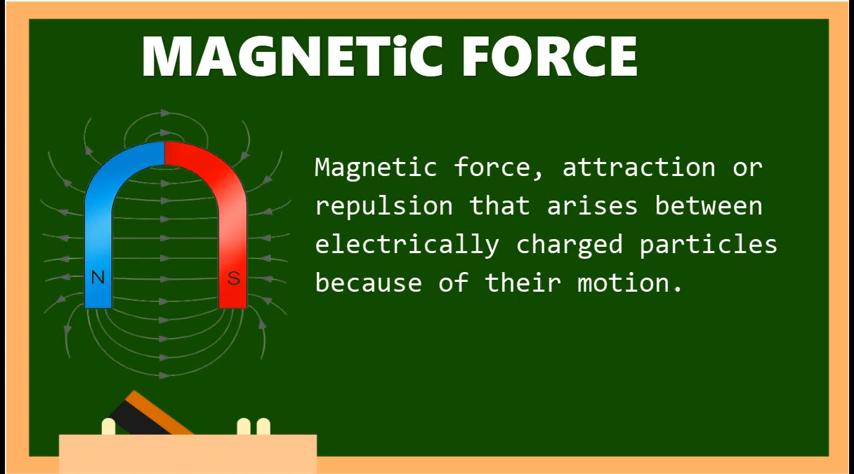 MAGNETiC FORCE
Magnetic force, attraction or
repulsion that arises between
electrically charged particles
because of their motion.
N
S